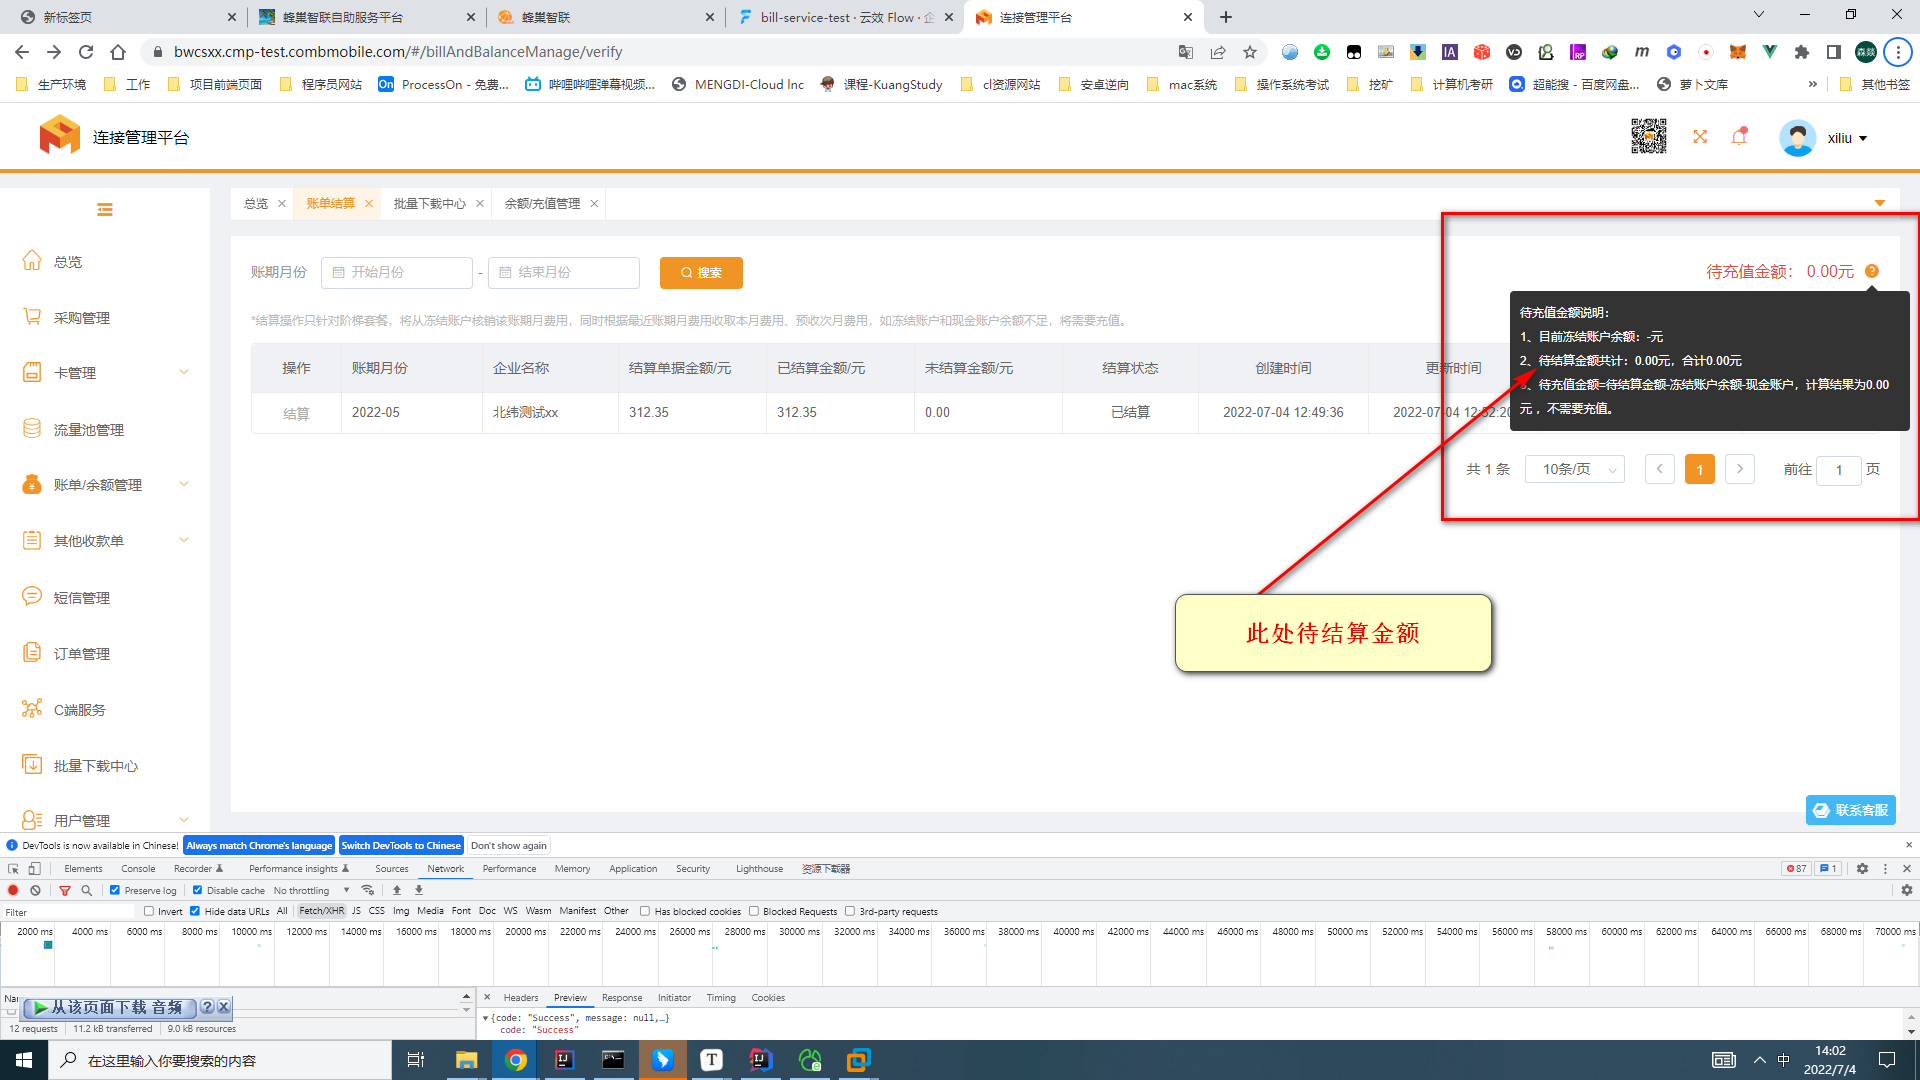 新标签页
蜂巢智联自助服务平台
蜂巢智联
bill-service-test · 云效 Flow · 企
连接管理平台
bwcsxx.cmp-test.combmobile.com/#/billAndBalanceManage/verify
生产环境
工作
项目前端页面
程序员网站
ProcessOn - 免费...
哔哩哔哩弹幕视频...
MENGDI-Cloud lnc
课程-KuangStudy
cl资源网站
安卓逆向
mac系统
操作系统考试
挖矿
计算机考研
超能搜 - 百度网盘...
萝卜文库
»
其他书签
连接管理平台
xiliu
总览
账单结算
批量下载中心
余额/充值管理
总览
采购管理
卡管理
流量池管理
账单/余额管理
其他收款单
短信管理
订单管理
C端服务
批量下载中心
用户管理
账期月份 开始月份 - 结束月份 搜索
待充值金额： 0.00元
*结算操作只针对阶梯套餐，将从冻结账户核销该账期月费用，同时根据最近账期月费用收取本月费用、预收次月费用，如冻结账户和现金账户余额不足，将需要充值。
待充值金额说明：
1、目前冻结账户余额：-元
2、待结算金额共计：0.00元，合计0.00元
、待充值金额=待结算金额-冻结账户余额-现金账户，计算结果为0.00
元 ，不需要充值。
操作 账期月份 企业名称 结算单据金额/元 已结算金额/元 未结算金额/元 结算状态 创建时间 更新时间
结算 2022-05 北纬测试xx 312.35 312.35 0.00 已结算 2022-07-04 12:49:36 2022-07-04 12:52:20
共 1 条 10条/页 1 前往 1 页
此处待结算金额
联系客服
DevTools is now available in Chinese! Always match Chrome's language Switch DevTools to Chinese Don't show again
Elements Console Recorder Performance insights Sources Network Performance Memory Application Security Lighthouse 资源下载器 87 1
Preserve log Disable cache No throttling
Filter Invert Hide data URLs All Fetch/XHR JS CSS Img Media Font Doc WS Wasm Manifest Other Has blocked cookies Blocked Requests 3rd-party requests
2000 ms 4000 ms 6000 ms 8000 ms 10000 ms 12000 ms 14000 ms 16000 ms 18000 ms 20000 ms 22000 ms 24000 ms 26000 ms 28000 ms 30000 ms 32000 ms 34000 ms 36000 ms 38000 ms 40000 ms 42000 ms 44000 ms 46000 ms 48000 ms 50000 ms 52000 ms 54000 ms 56000 ms 58000 ms 60000 ms 62000 ms 64000 ms 66000 ms 68000 ms 70000 ms
从该页面下载 音频
Headers Preview Response Initiator Timing Cookies
{code: "Success", message: null,…}
code: "Success"
12 requests 11.2 kB transferred 9.0 kB resources
在这里输入你要搜索的内容
中
14:02
2022/7/4